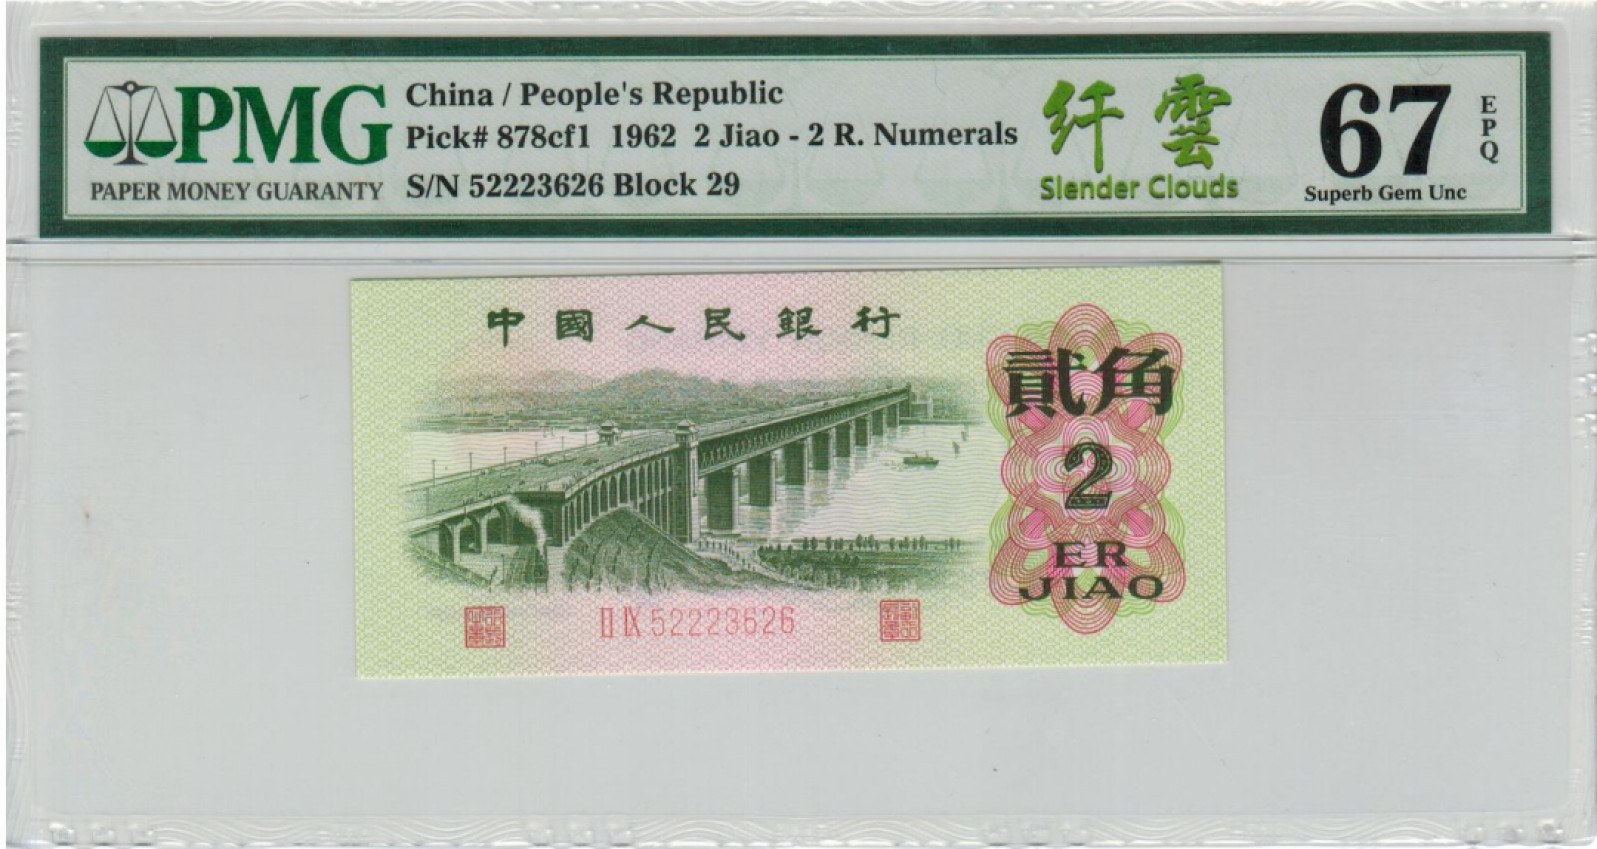 PMG
PAPER MONEY GUARANTY
China / People's Republic
Pick# 878cf1 1962 2 Jiao - 2 R. Numerals
S/N 52223626 Block 29
纤雲
Slender Clouds
67
EPQ
Superb Gem Unc
中國人民銀行
貳角
2
ER
JIAO
II IX 52223626